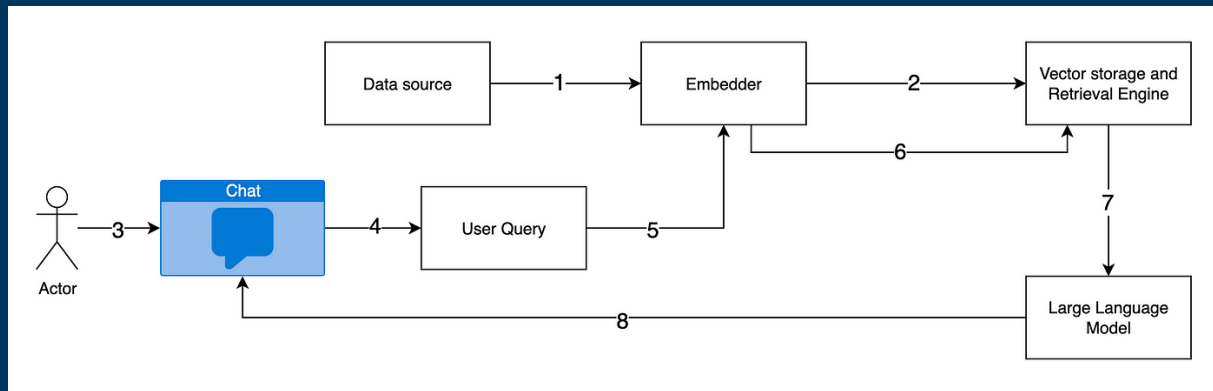 Data source
1
Embedder
2
Vector storage and
Retrieval Engine
6
Chat
3
4
User Query
5
7
Actor
Large Language
Model
8